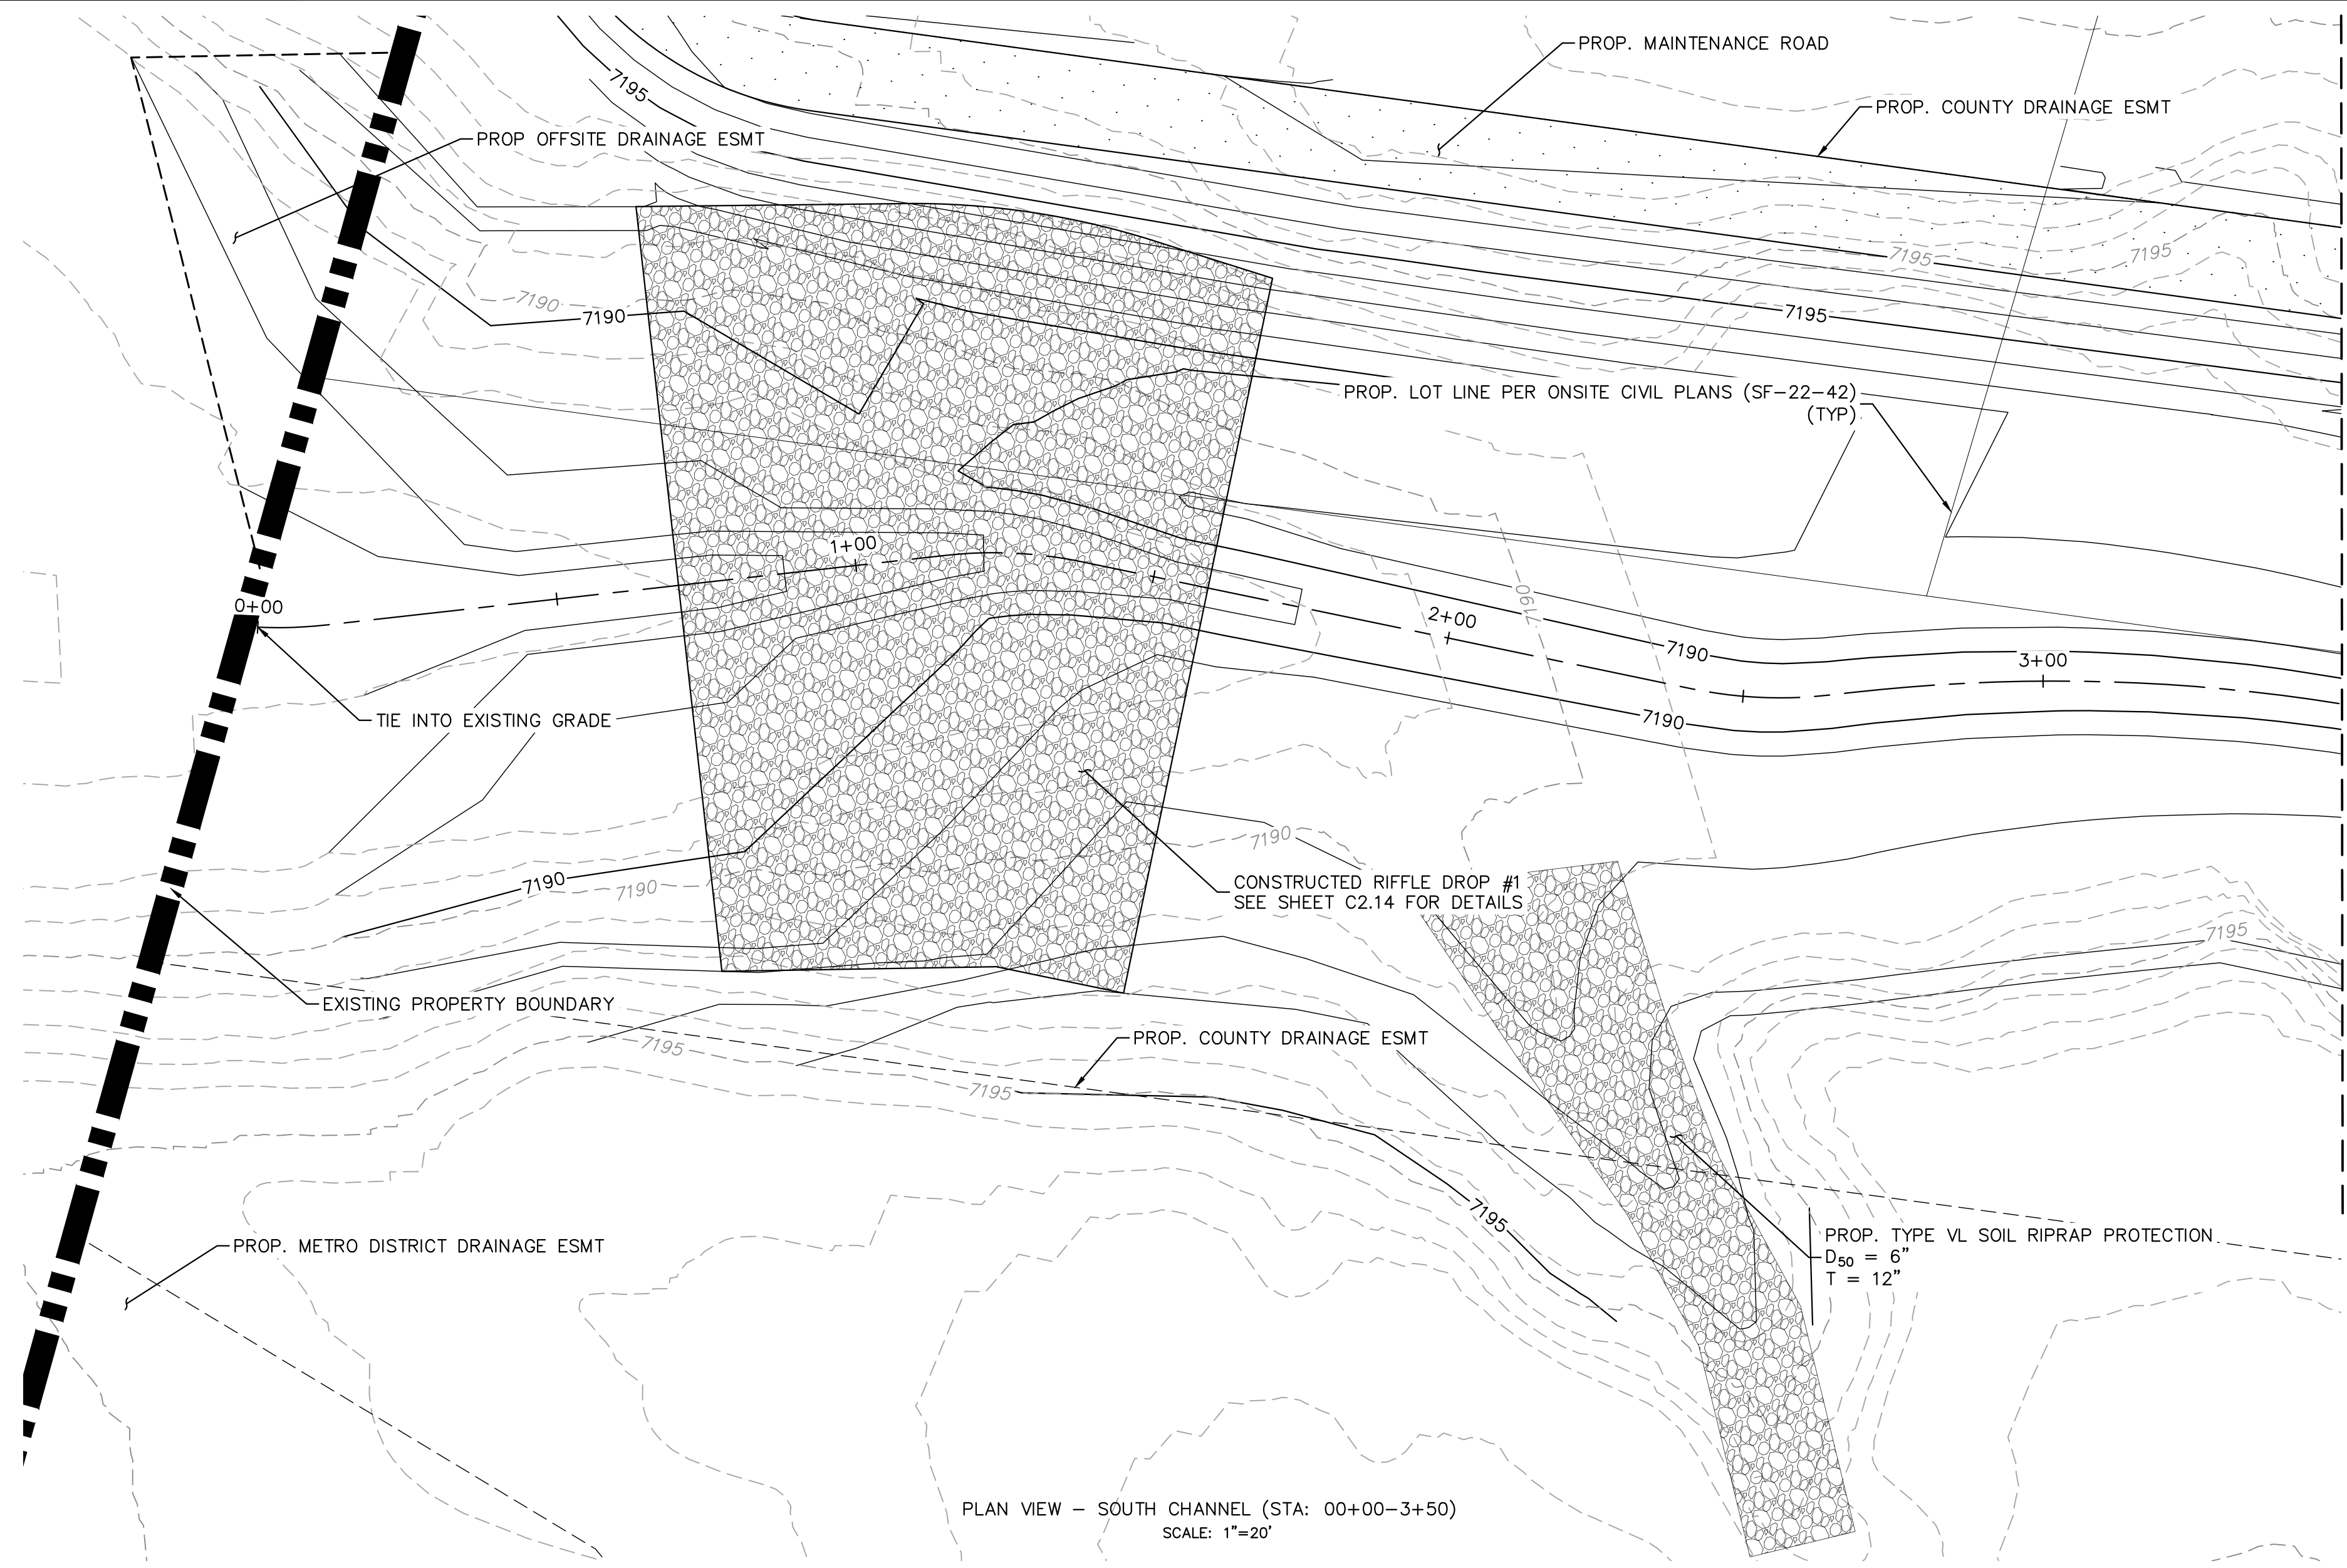 PROP. MAINTENANCE ROAD
PROP. COUNTY DRAINAGE ESMT
7195
PROP OFFSITE DRAINAGE ESMT
7195
7195
7190
7190
7195
PROP. LOT LINE PER ONSITE CIVIL PLANS (SF-22-42)
(TYP)
1+00
0+00
7190
2+00
7190
3+00
7190
TIE INTO EXISTING GRADE
7190
7190
7190
CONSTRUCTED RIFFLE DROP #1
SEE SHEET C2.14 FOR DETAILS
7195
EXISTING PROPERTY BOUNDARY
7195
PROP. COUNTY DRAINAGE ESMT
7195
7195
PROP. METRO DISTRICT DRAINAGE ESMT
PROP. TYPE VL SOIL RIPRAP PROTECTION
D50 = 6"
T = 12"
PLAN VIEW – SOUTH CHANNEL (STA: 00+00-3+50)
SCALE: 1"=20'